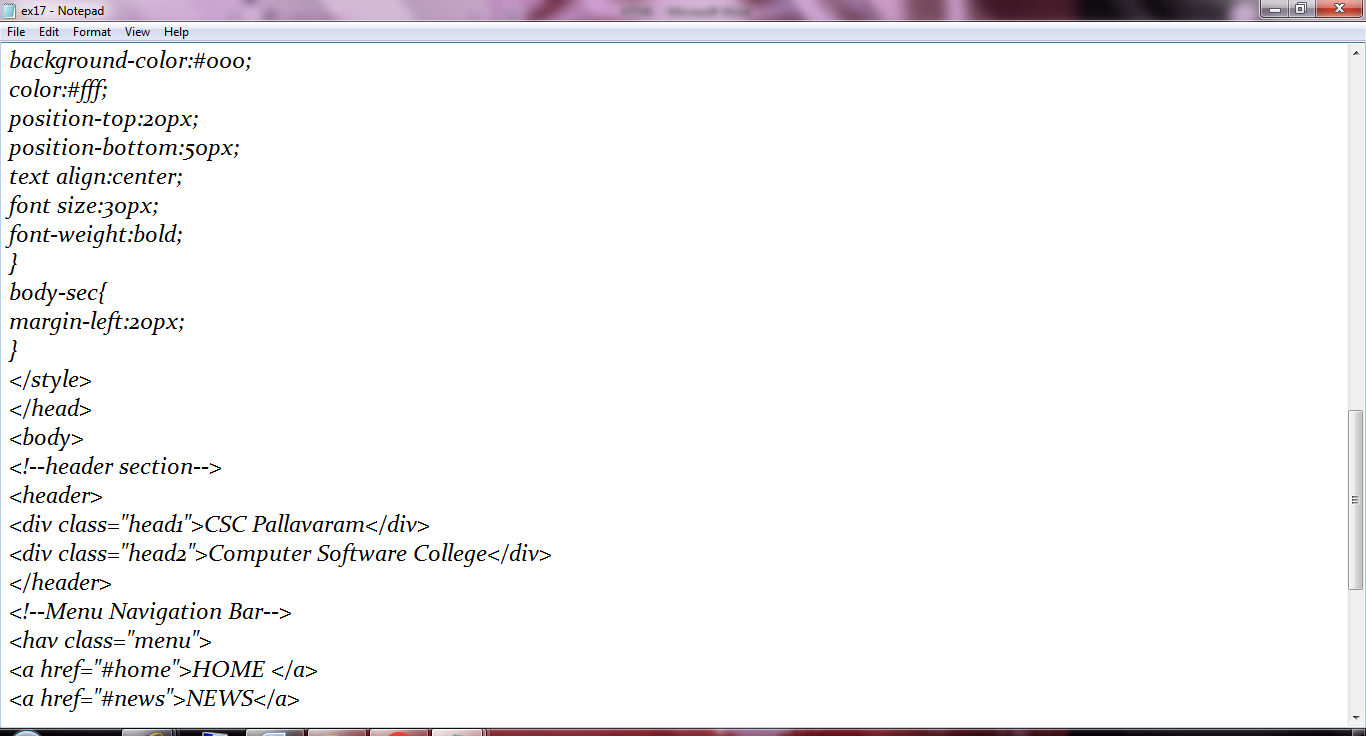 ex17 - Notepad
File Edit Format View Help
background-color:#000;
color:#fff;
position-top:20px;
position-bottom:50px;
text align:center;
font size:30px;
font-weight:bold;
}
body-sec{
margin-left:20px;
}
</style>
</head>
<body>
<!--header section-->
<header>
<div class="head1">CSC Pallavaram</div>
<div class="head2">Computer Software College</div>
</header>
<!--Menu Navigation Bar-->
<hav class="menu">
<a href="#home">HOME </a>
<a href="#news">NEWS</a>